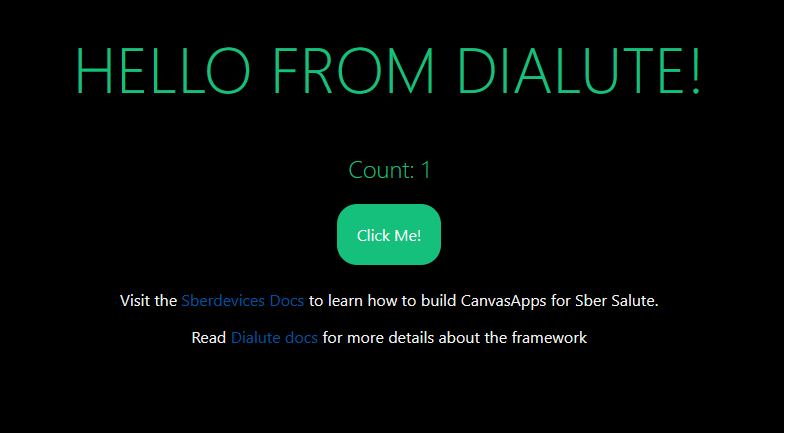 HELLO FROM DIALUTE!
Count: 1
Click Me!
Visit the Sberdevices Docs to learn how to build CanvasApps for Sber Salute.
Read Dialute docs for more details about the framework